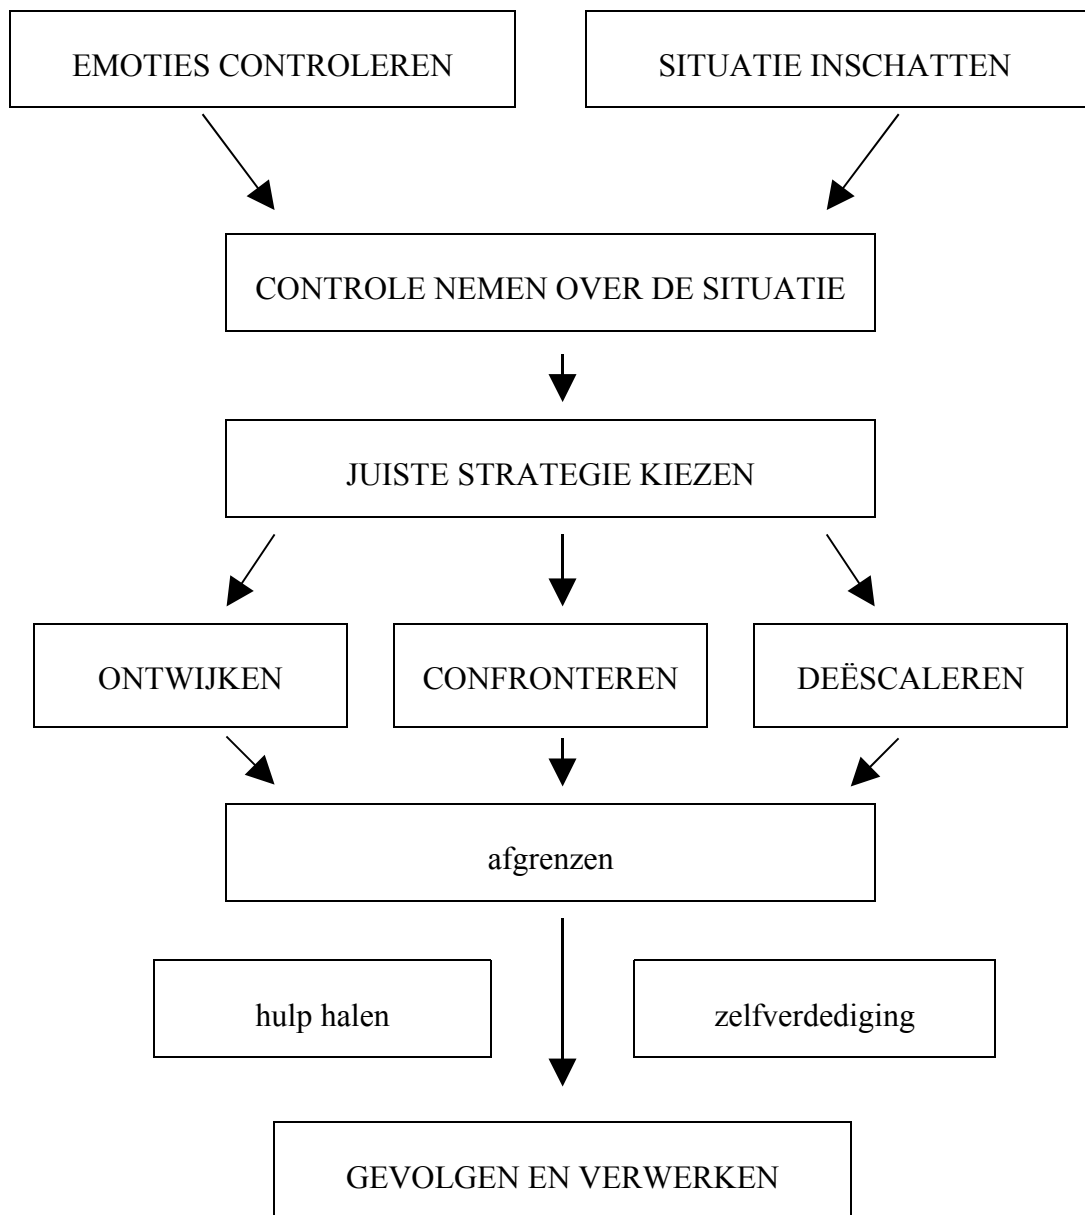 EMOTIES CONTROLEREN
SITUATIE INSCHATTEN
CONTROLE NEMEN OVER DE SITUATIE
JUISTE STRATEGIE KIEZEN
ONTWIJKEN
CONFRONTEREN
DEËSCALEREN
afgrenzen
hulp halen
zelfverdediging
GEVOLGEN EN VERWERKEN